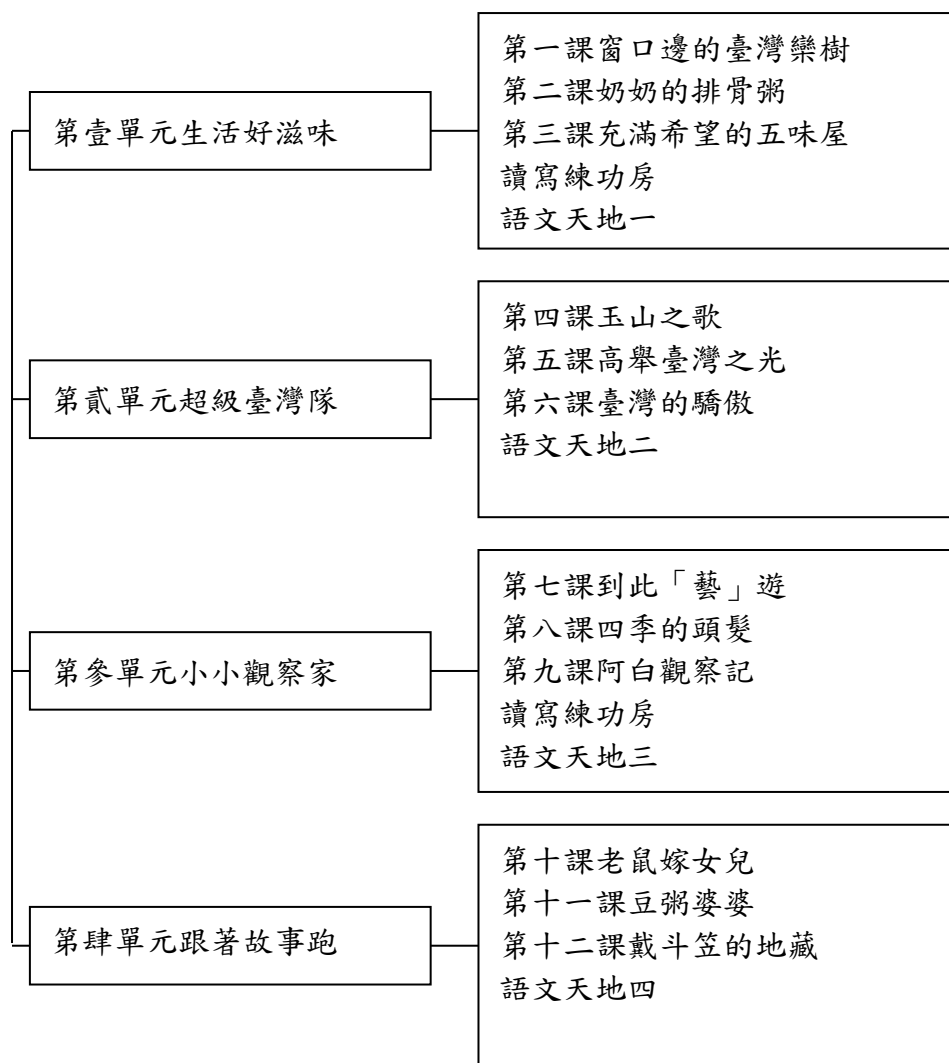 第壹單元生活好滋味
第一課窗口邊的臺灣欒樹
第二課奶奶的排骨粥
第三課充滿希望的五味屋
讀寫練功房
語文天地一
第貳單元超級臺灣隊
第四課玉山之歌
第五課高舉臺灣之光
第六課臺灣的驕傲
語文天地二
第參單元小小觀察家
第七課到此「藝」遊
第八課四季的頭髮
第九課阿白觀察記
讀寫練功房
語文天地三
第肆單元跟著故事跑
第十課老鼠嫁女兒
第十一課豆粥婆婆
第十二課戴斗笠的地藏
語文天地四